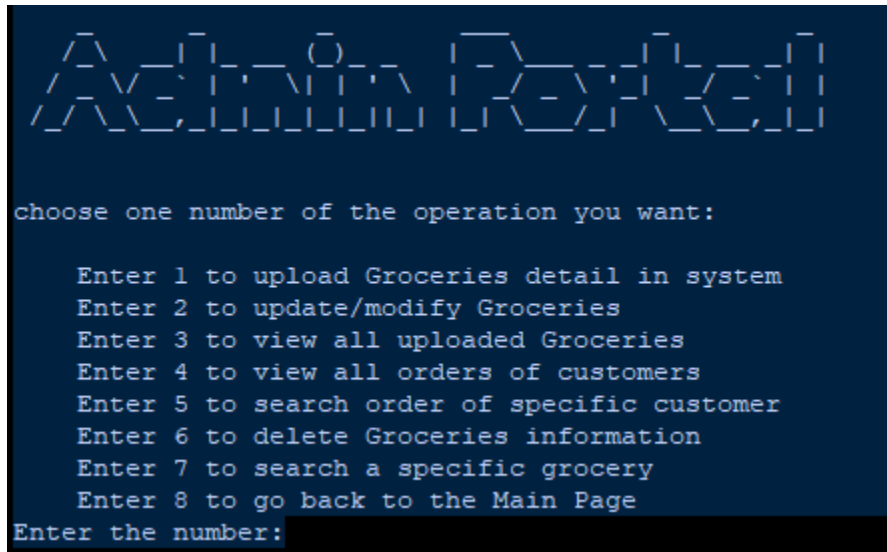 Admin Portal
choose one number of the operation you want:
Enter 1 to upload Groceries detail in system
Enter 2 to update/modify Groceries
Enter 3 to view all uploaded Groceries
Enter 4 to view all orders of customers
Enter 5 to search order of specific customer
Enter 6 to delete Groceries information
Enter 7 to search a specific grocery
Enter 8 to go back to the Main Page
Enter the number: